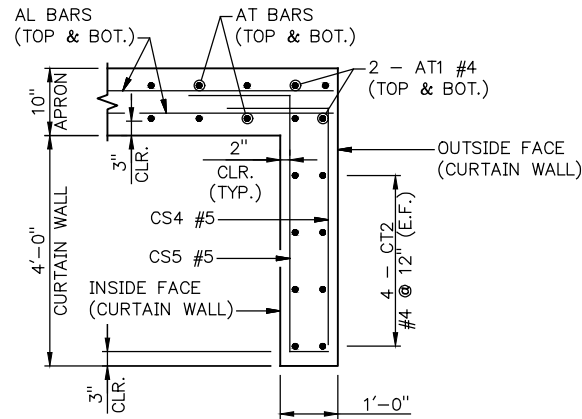 AL BARS
(TOP & BOT.)
AT BARS
(TOP & BOT.)
2 - AT1 #4
(TOP & BOT.)
10"
APRON
3"
CLR.
2"
CLR.
(TYP.)
OUTSIDE FACE
(CURTAIN WALL)
4'-0"
CURTAIN WALL
CS4 #5
CS5 #5
4 - CT2
#4 @ 12" (E.F.)
INSIDE FACE
(CURTAIN WALL)
3"
CLR.
1'-0"